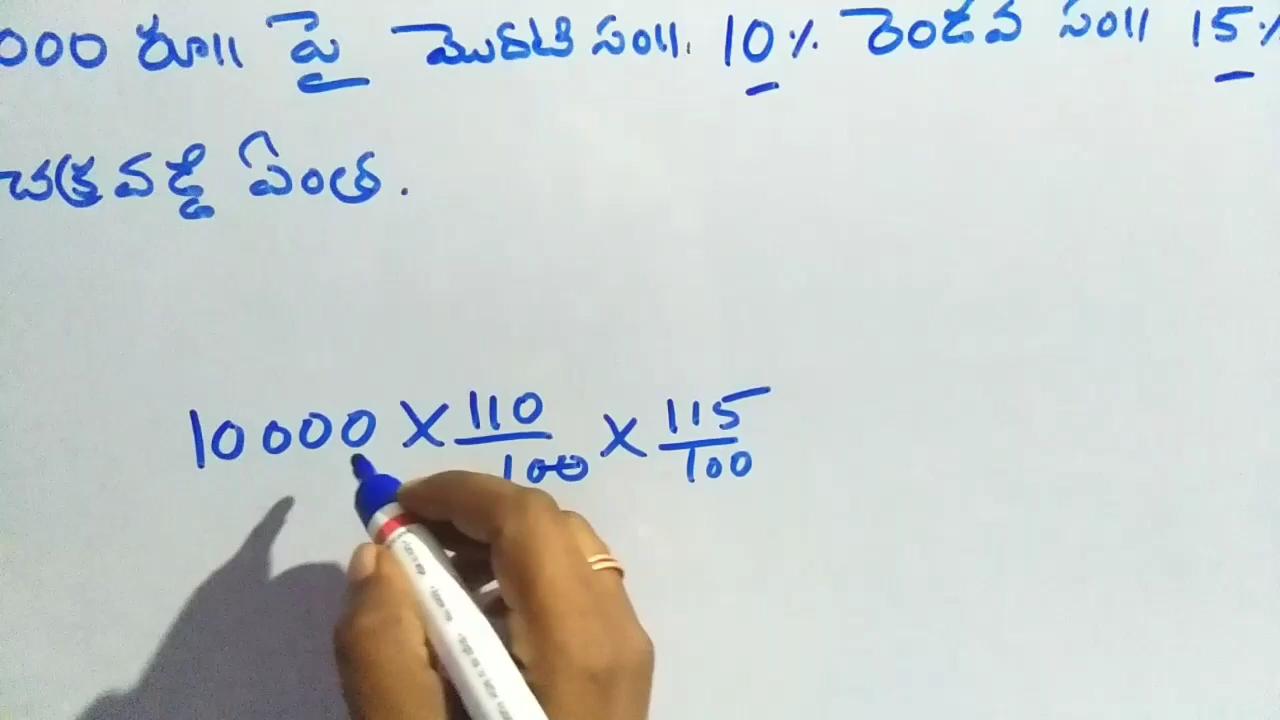 000 రూ॥ పై మొదటి సం॥. 10% రెండవ సం॥ 15%
చక్రవడ్డీ ఏంత.
10000 × 110/100 × 115/100